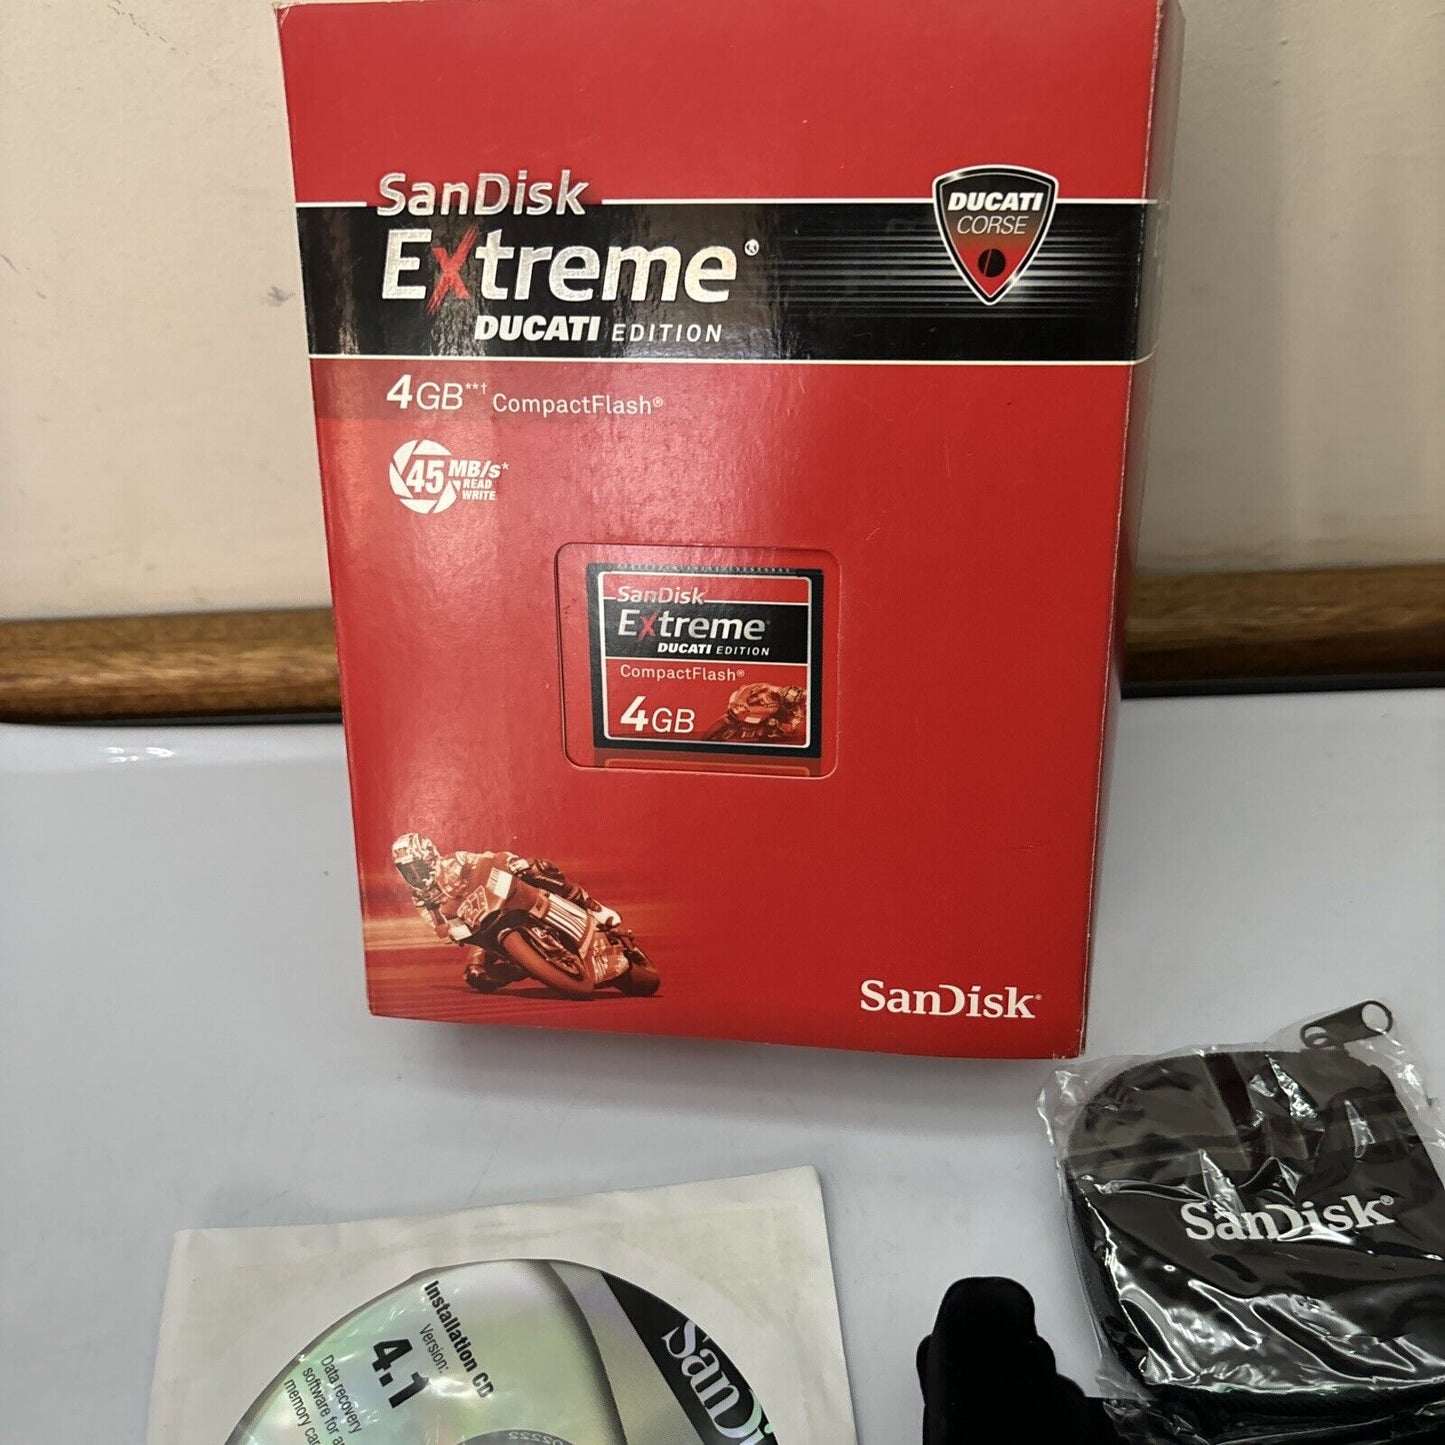 SanDisk
Extreme®
DUCATI EDITION
DUCATI
CORSE
4GB**† CompactFlash®
45 MB/s*
READ
WRITE
SanDisk
Extreme
DUCATI EDITION
CompactFlash®
4GB
SanDisk®
SanDisk®
Installation CD
Version:
4.1
Data recovery
software for
memory
SanD